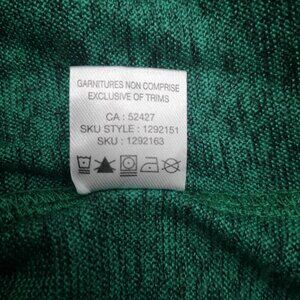 GARNITURES NON COMPRISE
EXCLUSIVE OF TRIMS
CA : 52427
SKU STYLE : 1292151
SKU : 1292163